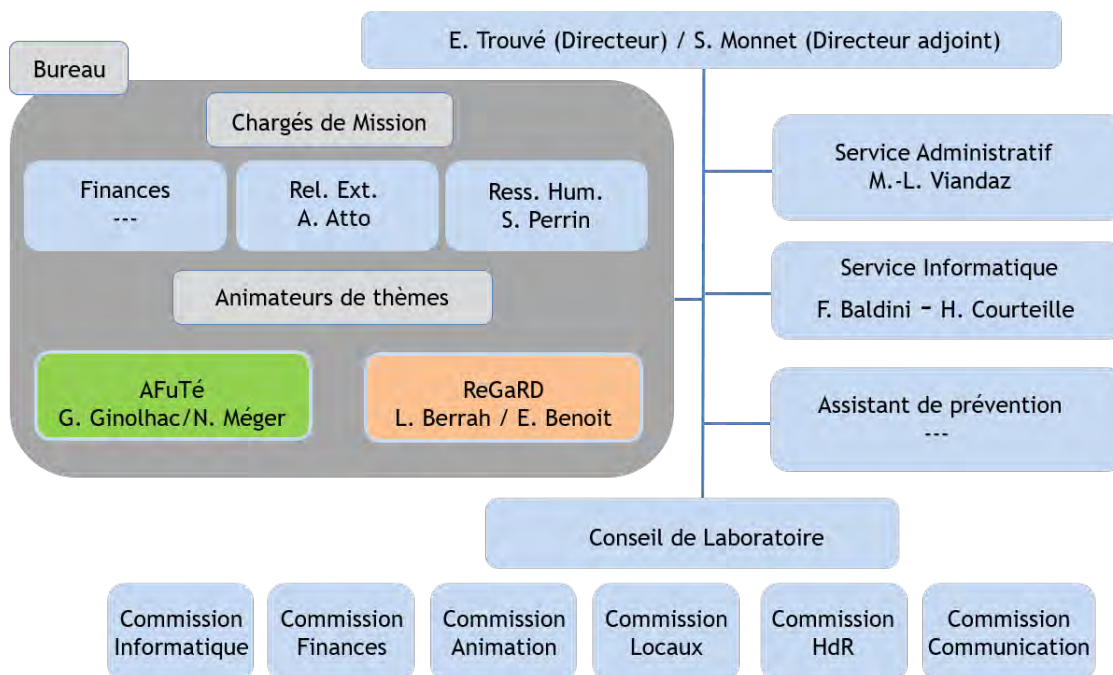 E. Trouvé (Directeur) / S. Monnet (Directeur adjoint)
Bureau
Chargés de Mission
Finances
---
Rel. Ext.
A. Atto
Ress. Hum.
S. Perrin
Animateurs de thèmes
AFuTé
G. Ginolhac/N. Méger
ReGaRD
L. Berrah / E. Benoit
Service Administratif
M.-L. Viandaz
Service Informatique
F. Baldini - H. Courteille
Assistant de prévention
---
Conseil de Laboratoire
Commission
Informatique
Commission
Finances
Commission
Animation
Commission
Locaux
Commission
HdR
Commission
Communication